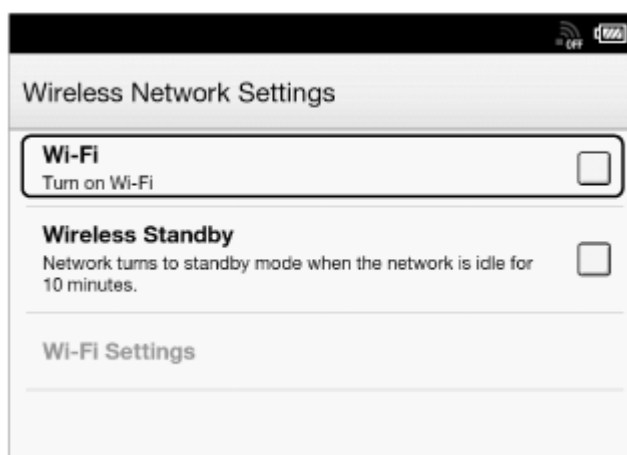 OFF
Wireless Network Settings
Wi-Fi
Turn on Wi-Fi
Wireless Standby
Network turns to standby mode when the network is idle for
10 minutes.
Wi-Fi Settings